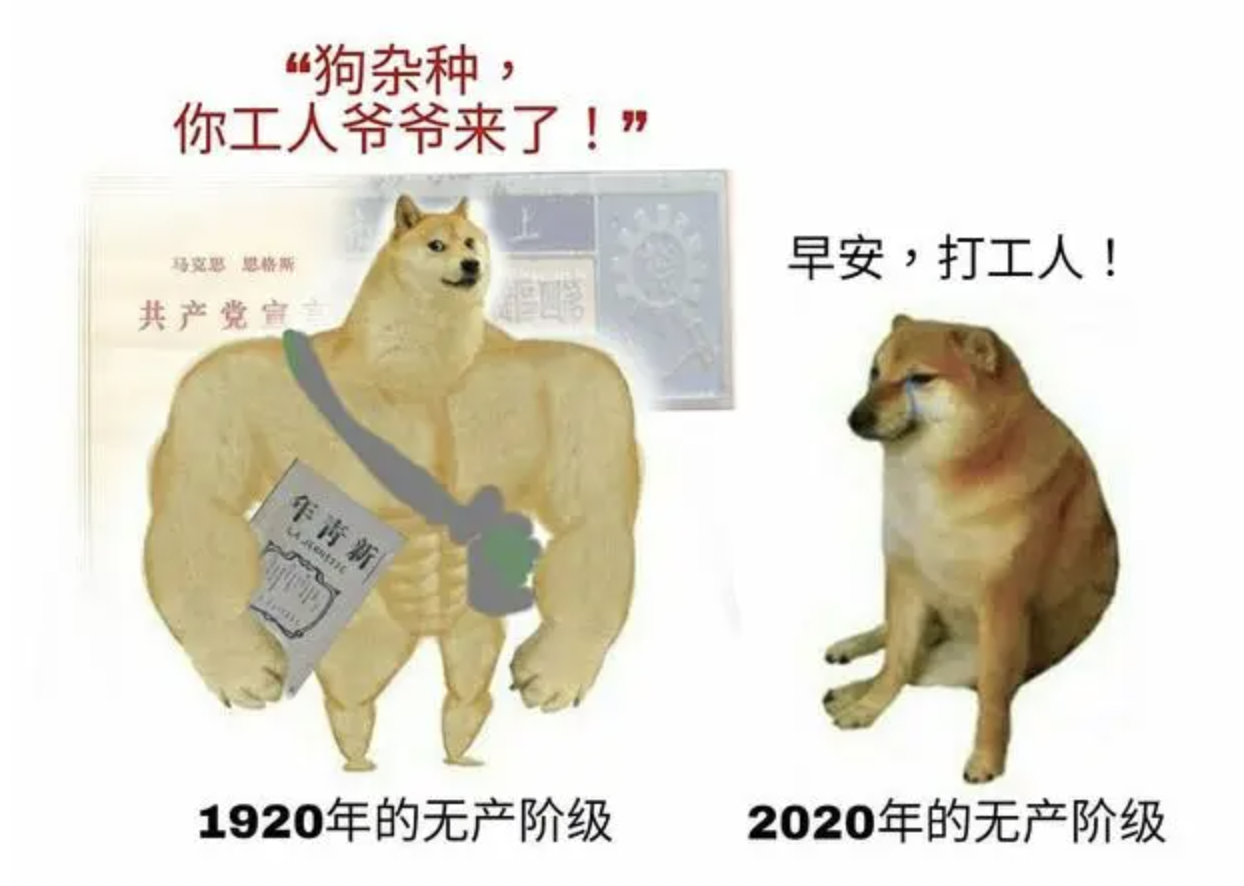 “狗杂种，
你工人爷爷来了！”
马克思 恩格斯
共产党宣言
上
年青新
LA JEUNESSE
早安，打工人！
1920年的无产阶级
2020年的无产阶级